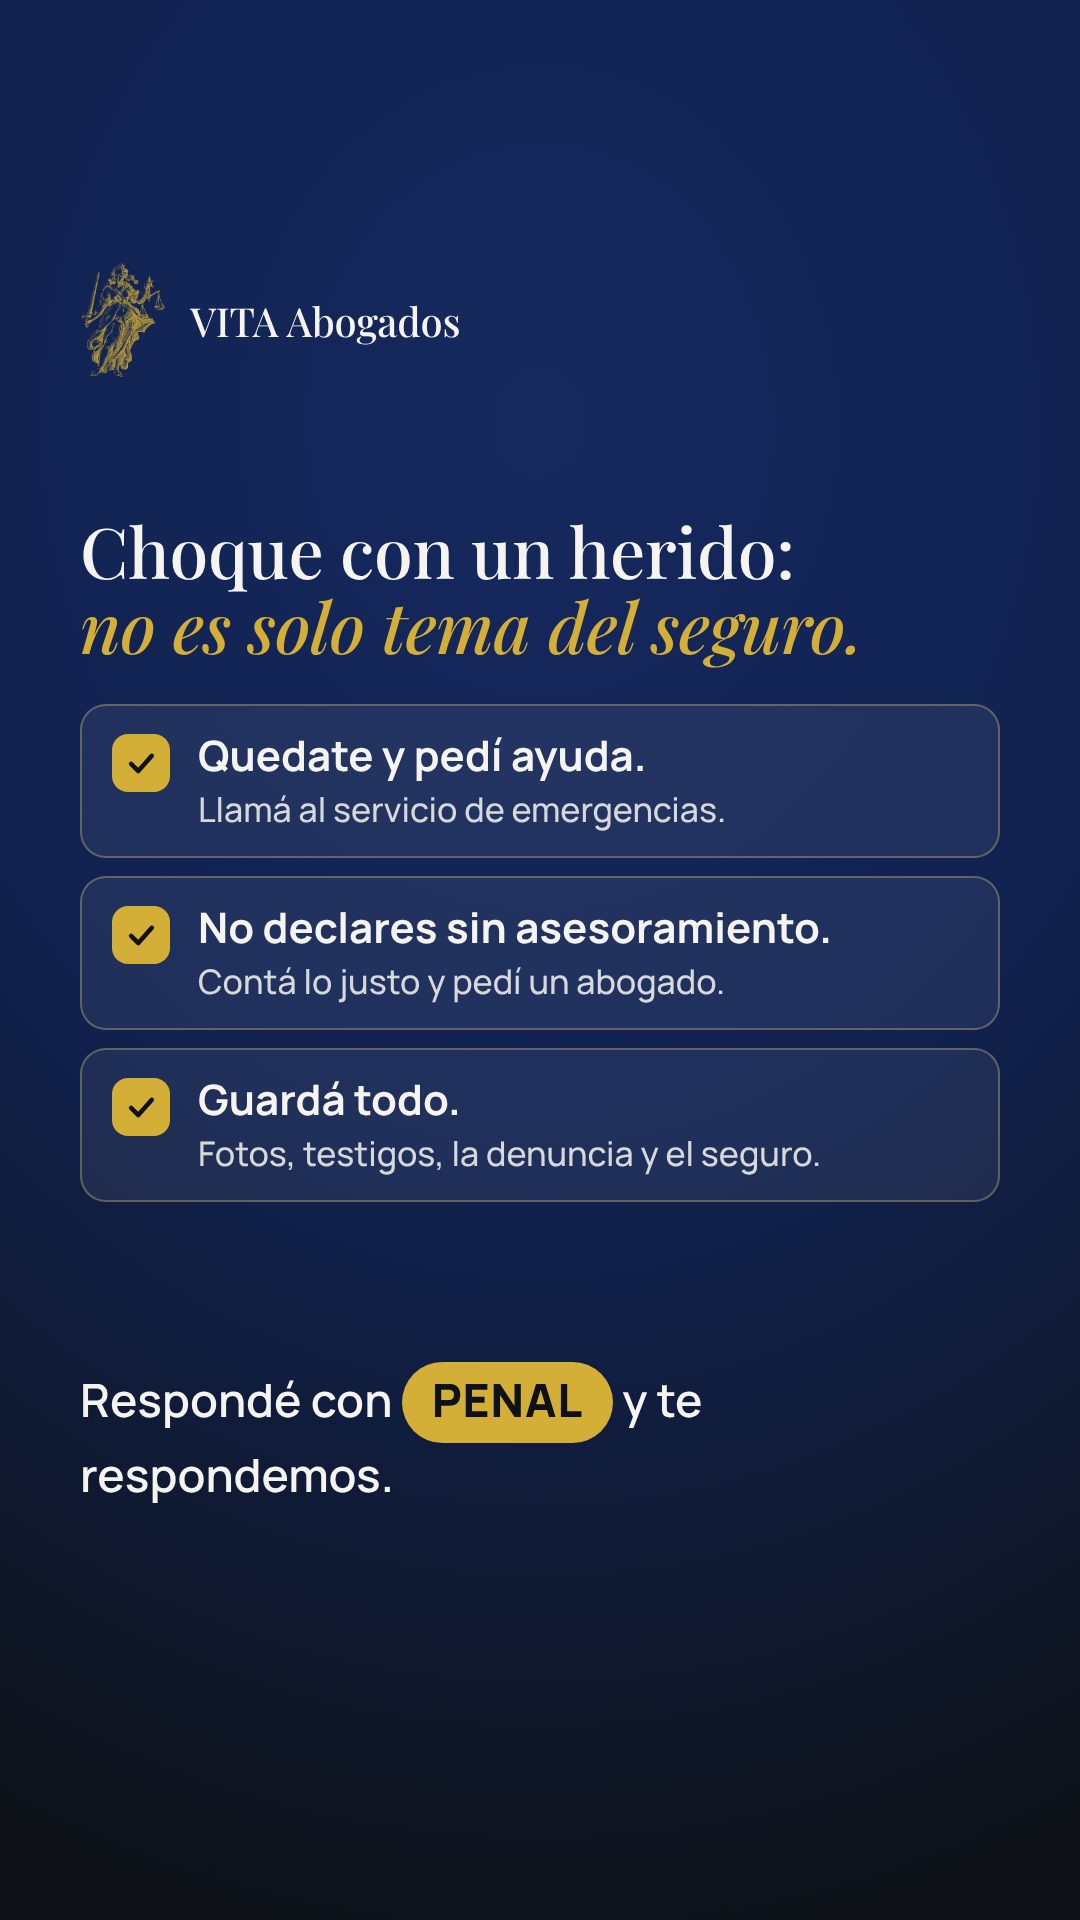 VITA Abogados
Choque con un herido:
no es solo tema del seguro.
Quedate y pedí ayuda.
Llamá al servicio de emergencias.
No declares sin asesoramiento.
Contá lo justo y pedí un abogado.
Guardá todo.
Fotos, testigos, la denuncia y el seguro.
Respondé con PENAL y te
respondemos.